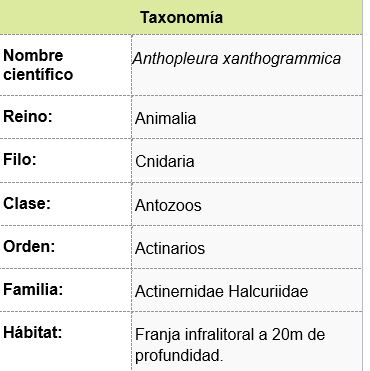 Taxonomía
Nombre científico Anthopleura xanthogrammica
Reino: Animalia
Filo: Cnidaria
Clase: Antozoos
Orden: Actinarios
Familia: Actinernidae Halcuriidae
Hábitat: Franja infralitoral a 20m de
profundidad.